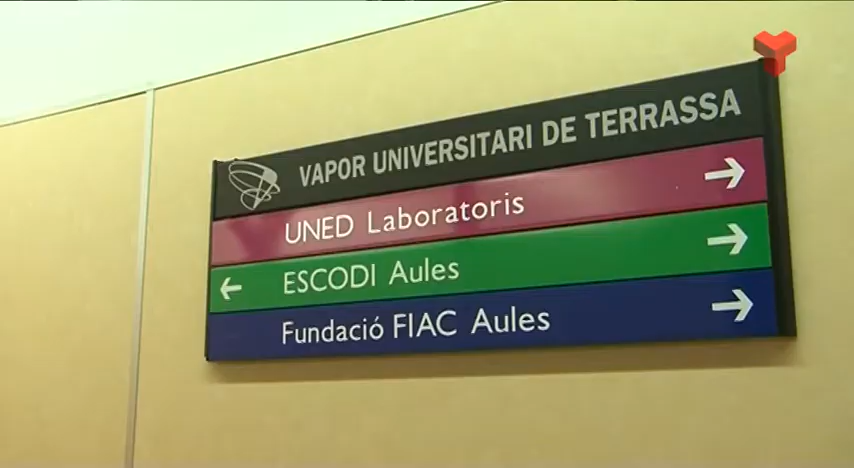 VAPOR UNIVERSITARI DE TERRASSA
UNED Laboratoris
ESCODI Aules
Fundació FIAC Aules